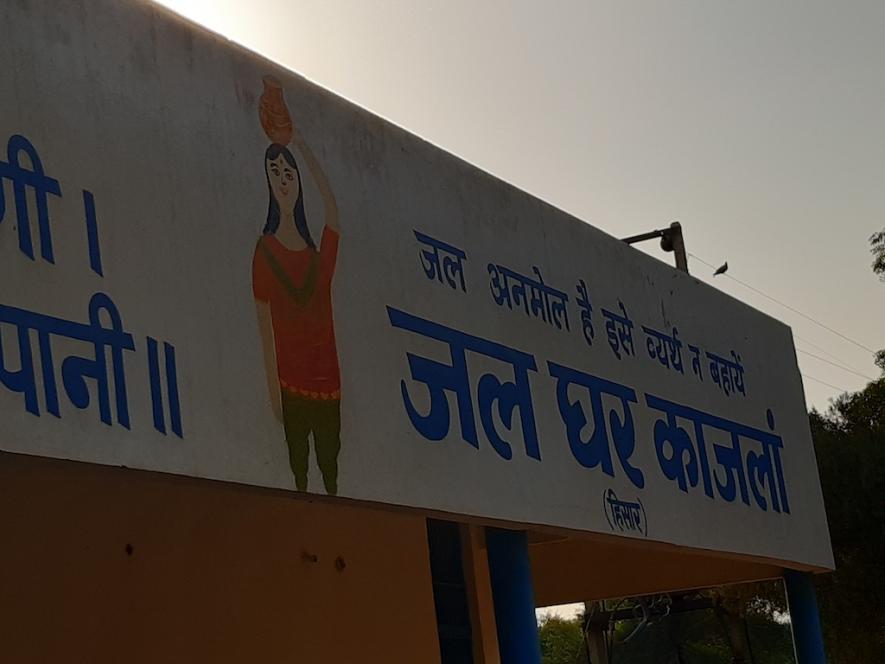 पानी॥
जल अनमोल है इसे व्यर्थ न बहायें
जल घर काजलां
(हिसार)